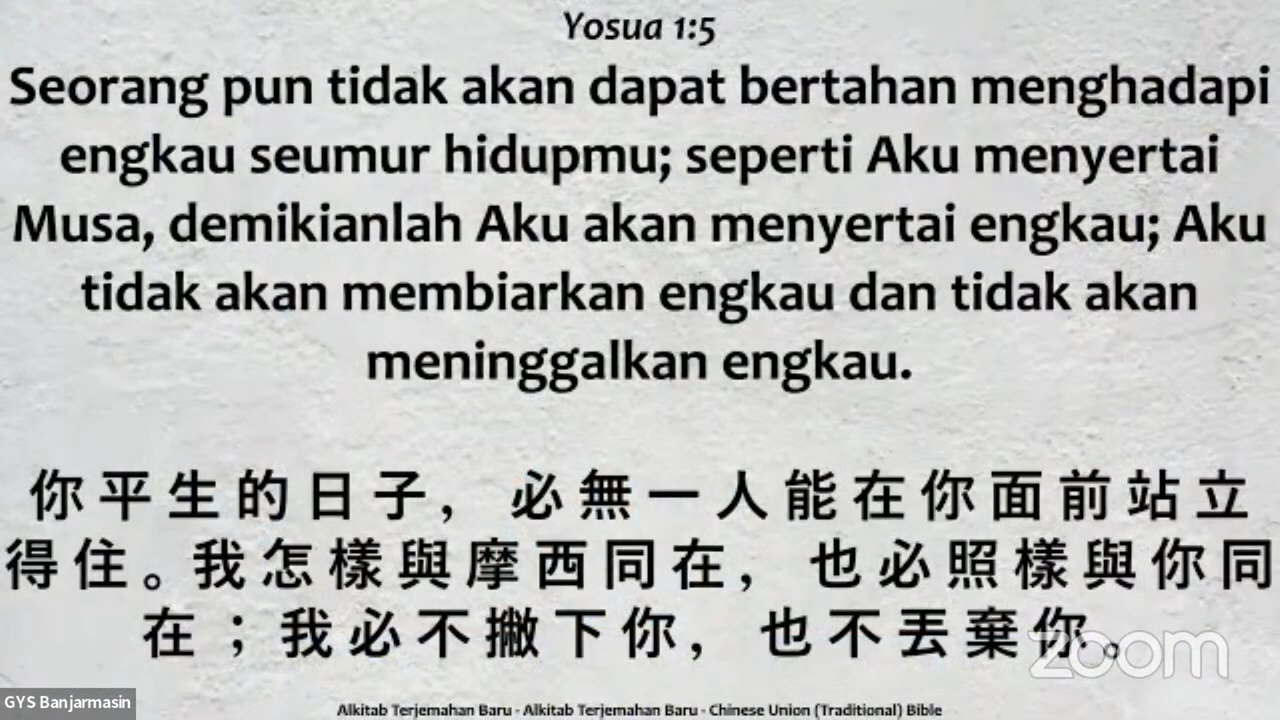 Yosua 1:5
Seorang pun tidak akan dapat bertahan menghadapi
engkau seumur hidupmu; seperti Aku menyertai
Musa, demikianlah Aku akan menyertai engkau; Aku
tidak akan membiarkan engkau dan tidak akan
meninggalkan engkau.
你平生的日子，必無一人能在你面前站立
得住。我怎樣與摩西同在，也必照樣與你同
在；我必不撇下你，也不丟棄你。
zoom
GYS Banjarmasin
Alkitab Terjemahan Baru - Alkitab Terjemahan Baru - Chinese Union (Traditional) Bible